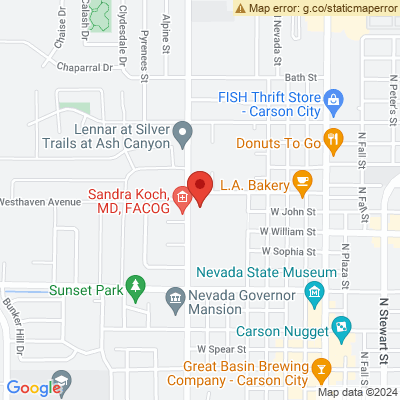 Map error: g.co/staticmaperror
Calash Dr
Chaise Dr
Clydesdale Dr
Pyrenees St
Alpine St
N Nevada St
N Peter's St
Chaparral Dr
Bath St
FISH Thrift Store
- Carson City
Lennar at Silver
Trails at Ash Canyon
Donuts To Go
N Fall St
L.A. Bakery
Sandra Koch,
MD, FACOG
Westhaven Avenue
W John St
N Fall St
W William St
W Sophia St
N Plaza St
Nevada State Museum
Sunset Park
Nevada Governor
Mansion
N Stewart St
Bunker Hill Dr
Carson Nugget
W Spear St
N Fall St
Great Basin Brewing
Company - Carson City
Google
Map data ©2024